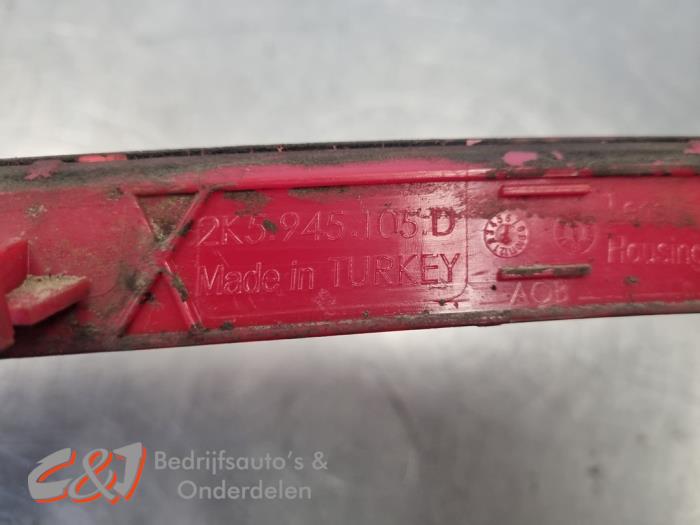 2K5.945.105 D
Made in TURKEY
Housing
AOB
C&J Bedrijfsauto's &
Onderdelen